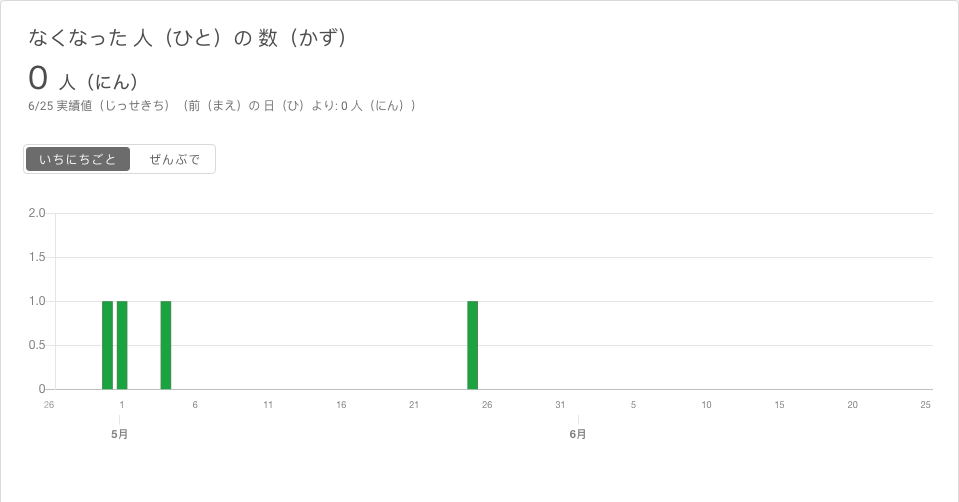 なくなった 人（ひと）の 数（かず）
0 人（にん）
6/25 実績値（じっせきち）（前（まえ）の 日（ひ）より: 0 人（にん））
いちにちごと ぜんぶで
2.0
1.5
1.0
0.5
0
26 1 6 11 16 21 26 31 5 10 15 20 25
5月 6月